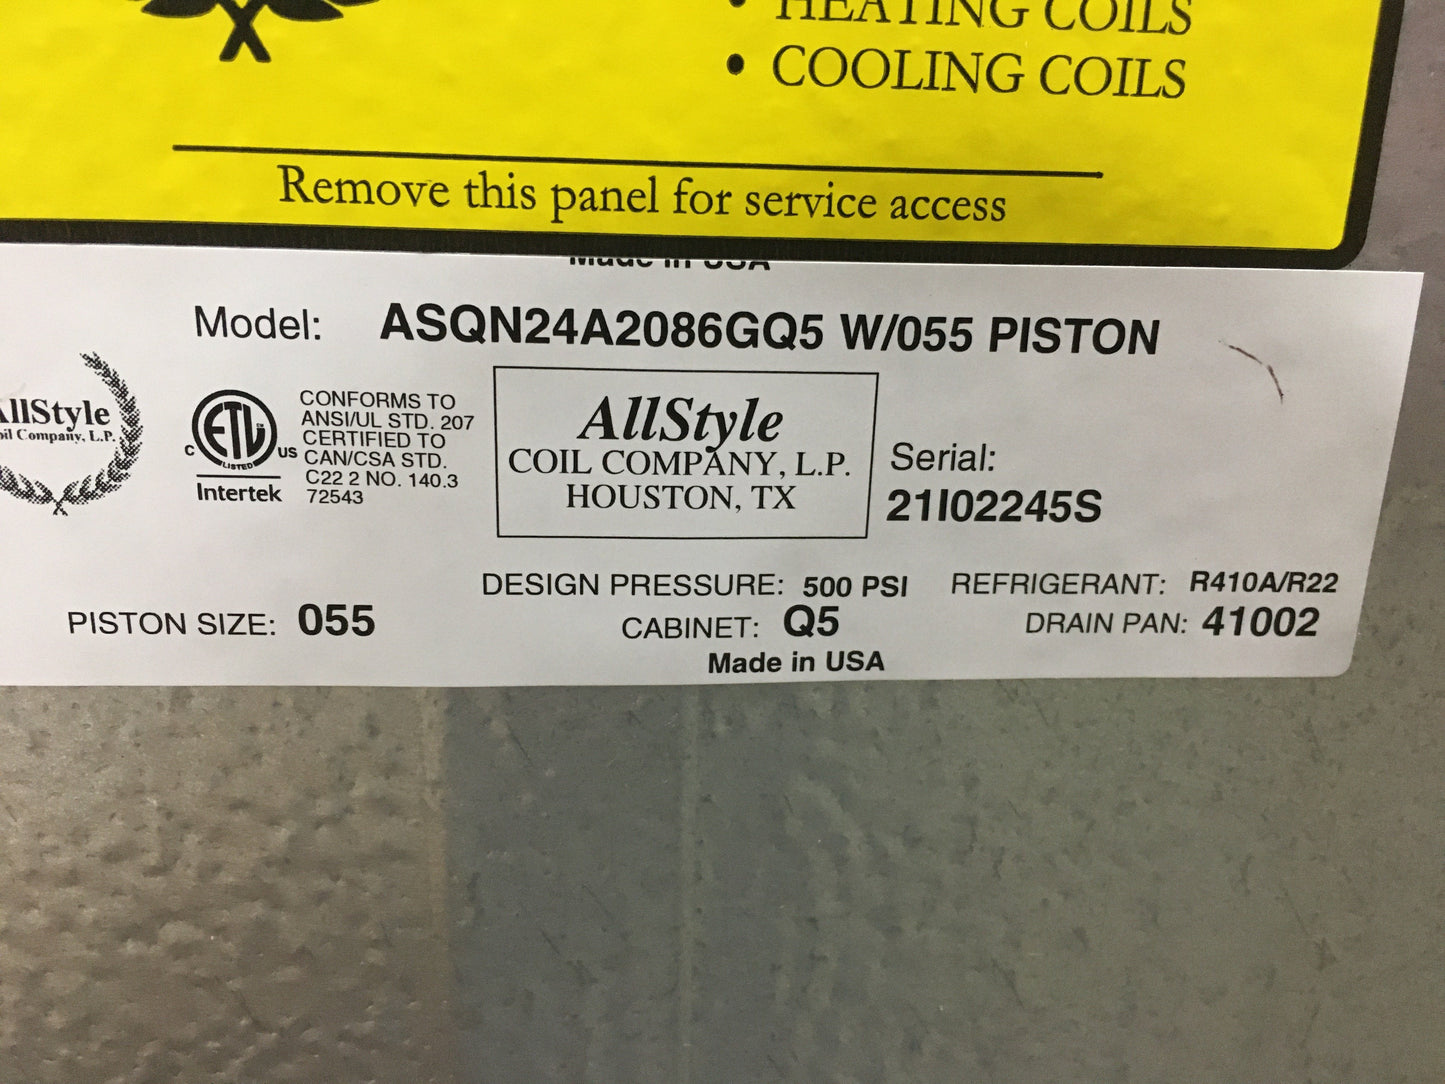 • HEATING COILS
• COOLING COILS
Remove this panel for service access
Made in USA
Model: ASQN24A2086GQ5 W/055 PISTON
AllStyle
Coil Company, L.P.
C ETL US
LISTED
Intertek
CONFORMS TO
ANSI/UL STD. 207
CERTIFIED TO
CAN/CSA STD.
C22 2 NO. 140.3
72543
AllStyle
COIL COMPANY, L.P.
HOUSTON, TX
Serial:
21I02245S
DESIGN PRESSURE: 500 PSI REFRIGERANT: R410A/R22
PISTON SIZE: 055 CABINET: Q5 DRAIN PAN: 41002
Made in USA